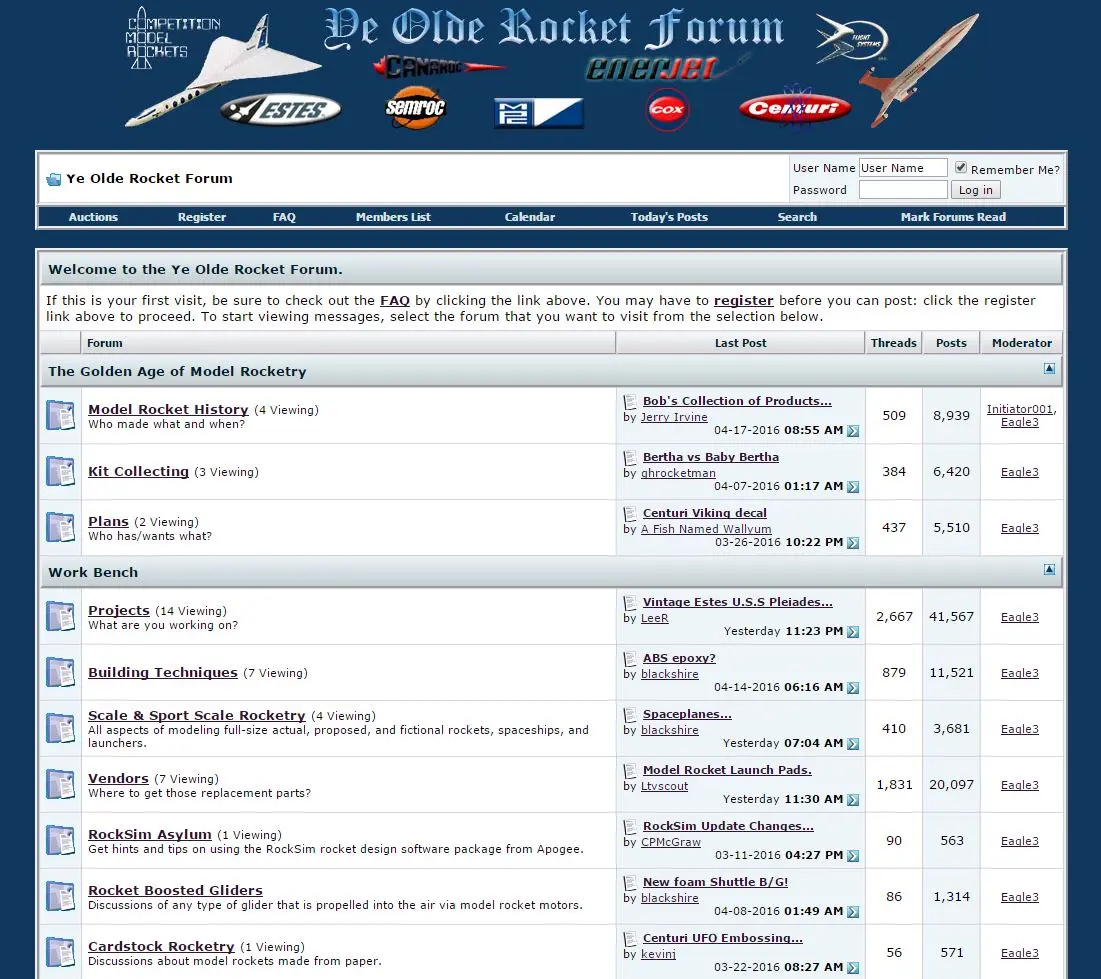 COMPETITION
MODEL
ROCKETS
Ye Olde Rocket Forum
FLIGHT
SYSTEMS
CANAROC
ENERJET
ESTES
semroc
MPC
COX
Centuri
Ye Olde Rocket Forum
User Name User Name Remember Me?
Password Log in
Auctions Register FAQ Members List Calendar Today's Posts Search Mark Forums Read
Welcome to the Ye Olde Rocket Forum.
If this is your first visit, be sure to check out the FAQ by clicking the link above. You may have to register before you can post: click the register
link above to proceed. To start viewing messages, select the forum that you want to visit from the selection below.
Forum Last Post Threads Posts Moderator
The Golden Age of Model Rocketry
Model Rocket History (4 Viewing)
Who made what and when?
Bob's Collection of Products...
by Jerry Irvine
04-17-2016 08:55 AM
509 8,939 Initiator001,
Eagle3
Kit Collecting (3 Viewing)
Bertha vs Baby Bertha
by ghrocketman
04-07-2016 01:17 AM
384 6,420 Eagle3
Plans (2 Viewing)
Who has/wants what?
Centuri Viking decal
by A Fish Named Wallyum
03-26-2016 10:22 PM
437 5,510 Eagle3
Work Bench
Projects (14 Viewing)
What are you working on?
Vintage Estes U.S.S Pleiades...
by LeeR
Yesterday 11:23 PM
2,667 41,567 Eagle3
Building Techniques (7 Viewing)
ABS epoxy?
by blackshire
04-14-2016 06:16 AM
879 11,521 Eagle3
Scale & Sport Scale Rocketry (4 Viewing)
All aspects of modeling full-size actual, proposed, and fictional rockets, spaceships, and
launchers.
Spaceplanes...
by blackshire
Yesterday 07:04 AM
410 3,681 Eagle3
Vendors (7 Viewing)
Where to get those replacement parts?
Model Rocket Launch Pads.
by Ltvscout
Yesterday 11:30 AM
1,831 20,097 Eagle3
RockSim Asylum (1 Viewing)
Get hints and tips on using the RockSim rocket design software package from Apogee.
RockSim Update Changes...
by CPMcGraw
03-11-2016 04:27 PM
90 563 Eagle3
Rocket Boosted Gliders
Discussions of any type of glider that is propelled into the air via model rocket motors.
New foam Shuttle B/G!
by blackshire
04-08-2016 01:49 AM
86 1,314 Eagle3
Cardstock Rocketry (1 Viewing)
Discussions about model rockets made from paper.
Centuri UFO Embossing...
by kevinj
03-22-2016 08:27 AM
56 571 Eagle3